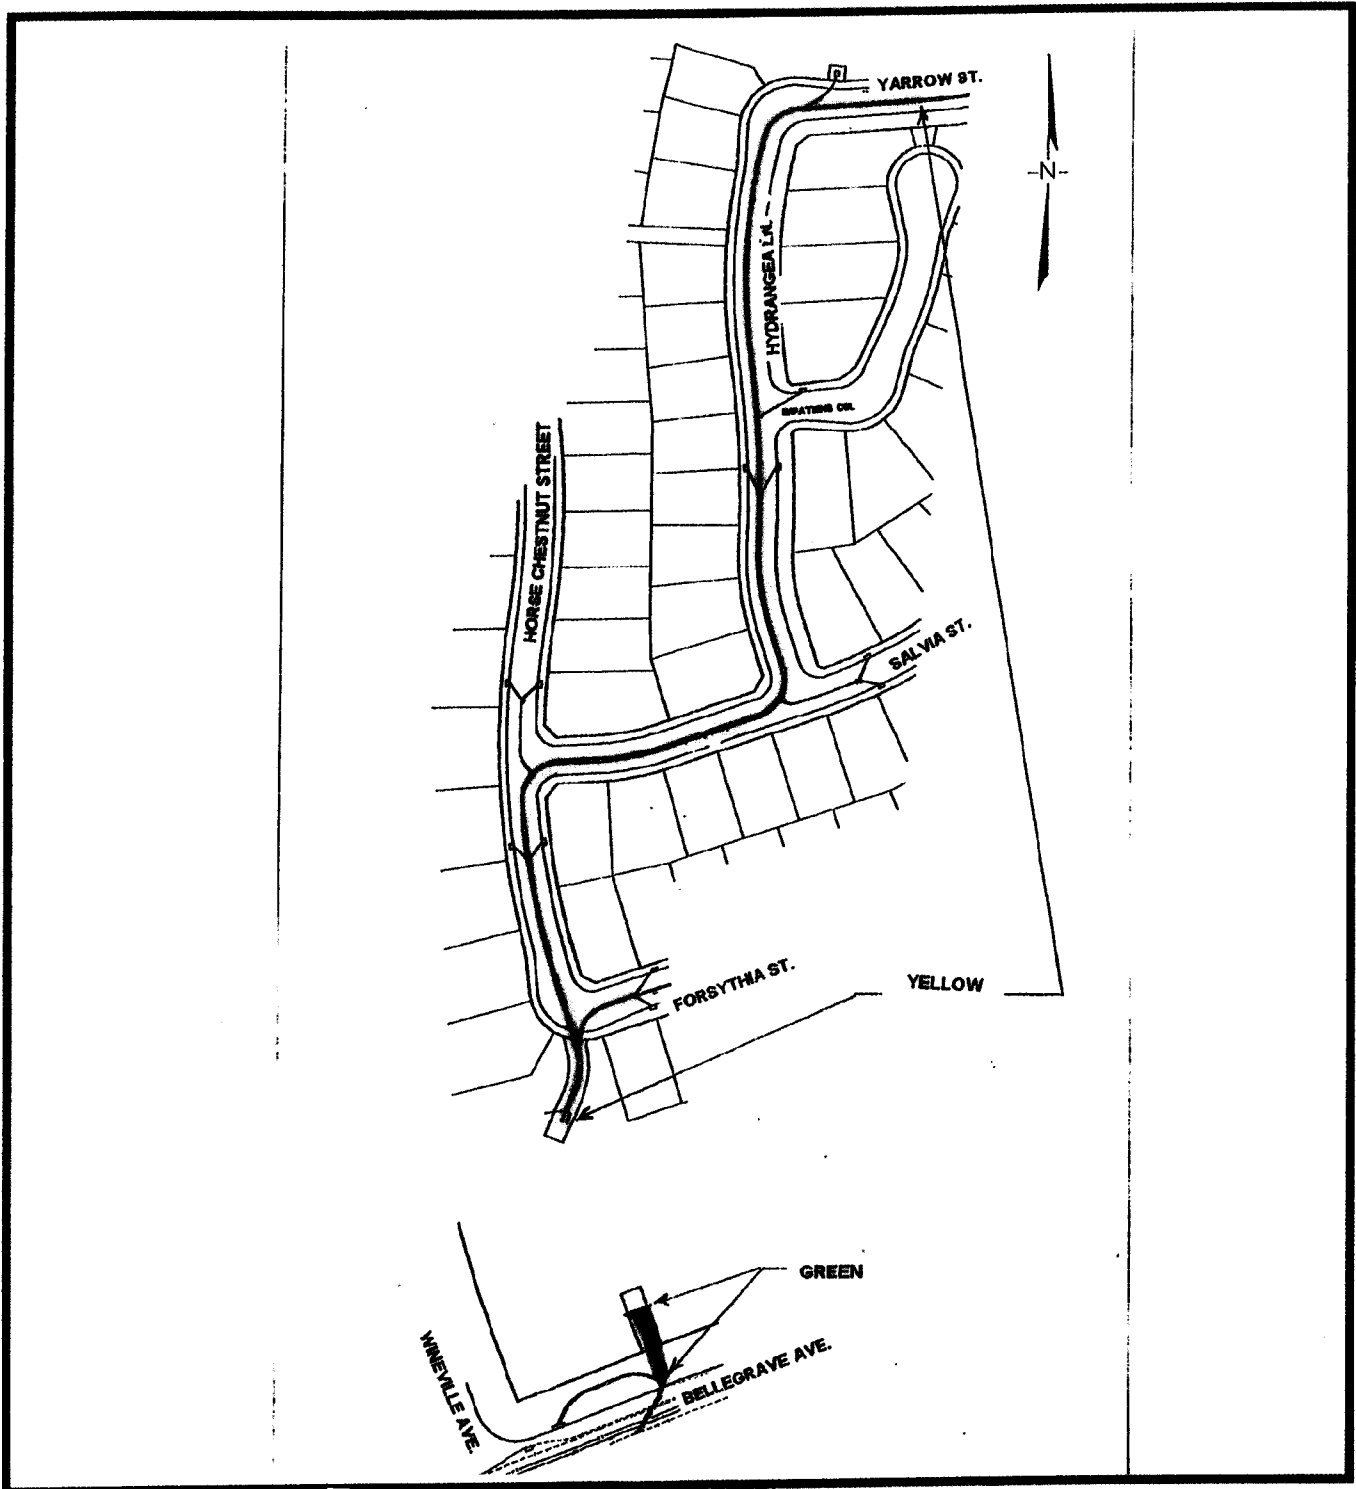 YARROW ST.
-N-
HYDRANGEA LN.
HORSE CHESTNUT STREET
SALVIA ST.
FORSYTHIA ST.
YELLOW
GREEN
WINEVILLE AVE.
BELLEGRAVE AVE.